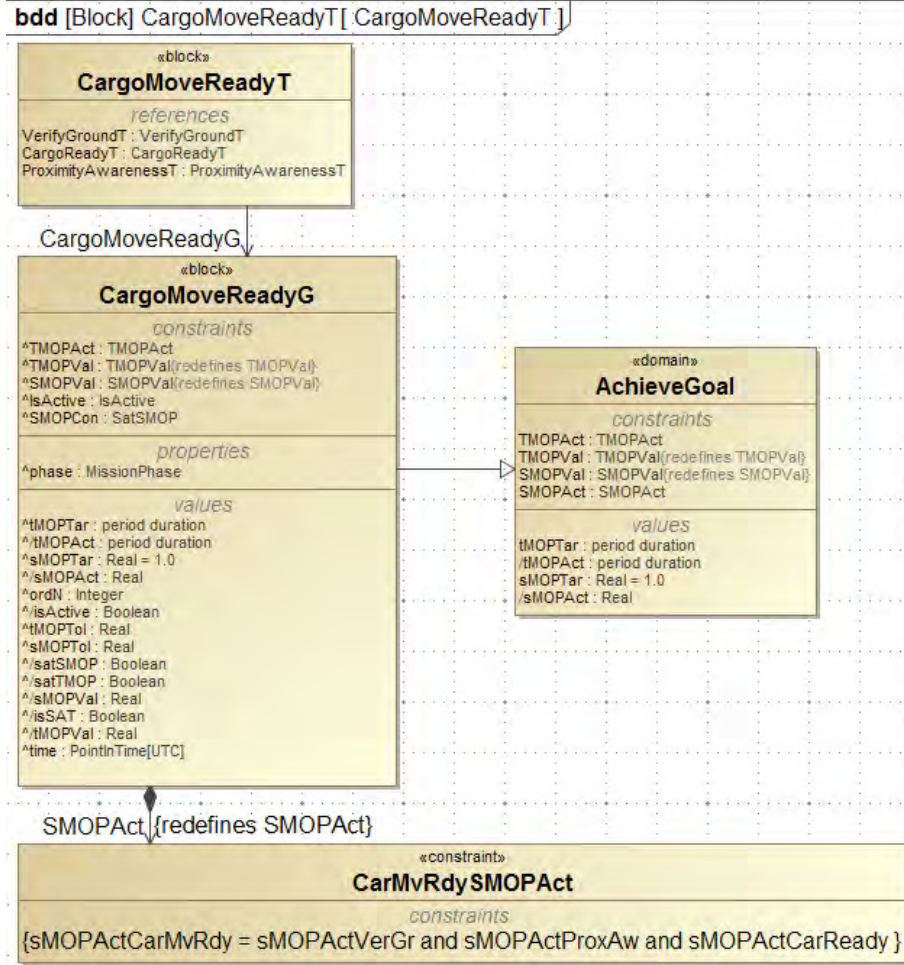 bdd [Block] CargoMoveReadyT[ CargoMoveReadyT ]
«block»
CargoMoveReadyT
references
VerifyGroundT : VerifyGroundT
CargoReadyT : CargoReadyT
ProximityAwarenessT : ProximityAwarenessT
CargoMoveReadyG
«block»
CargoMoveReadyG
constraints
^TMOPAct : TMOPAct
^TMOPVal : TMOPVal{redefines TMOPVal}
^SMOPVal : SMOPVal{redefines SMOPVal}
^IsActive : IsActive
^SMOPCon : SatSMOP
properties
^phase : MissionPhase
values
^tMOPTar : period duration
^/tMOPAct : period duration
^sMOPTar : Real = 1.0
^/sMOPAct : Real
^ordN : Integer
^/isActive : Boolean
^tMOPTol : Real
^sMOPTol : Real
^/satSMOP : Boolean
^/satTMOP : Boolean
^/sMOPVal : Real
^/isSAT : Boolean
^/tMOPVal : Real
^time : PointInTime[UTC]
«domain»
AchieveGoal
constraints
TMOPAct : TMOPAct
TMOPVal : TMOPVal{redefines TMOPVal}
SMOPVal : SMOPVal{redefines SMOPVal}
SMOPAct : SMOPAct
values
tMOPTar : period duration
/tMOPAct : period duration
sMOPTar : Real = 1.0
/sMOPAct : Real
SMOPAct {redefines SMOPAct}
«constraint»
CarMvRdySMOPAct
constraints
{sMOPActCarMvRdy = sMOPActVerGr and sMOPActProxAw and sMOPActCarReady }